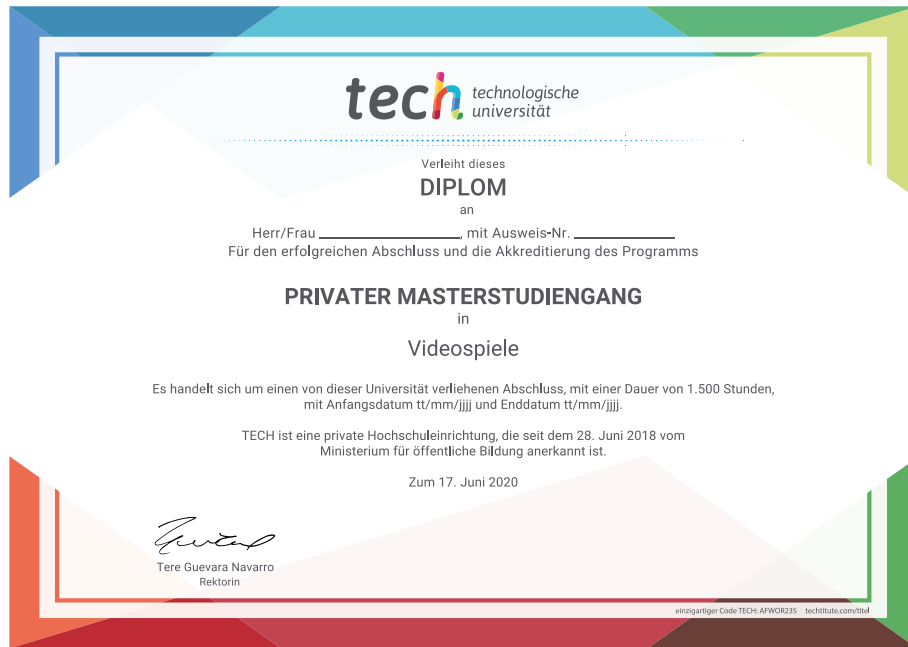 tech technologische
universität
Verleiht dieses
DIPLOM
an
Herr/Frau ____________________, mit Ausweis-Nr. ______________
Für den erfolgreichen Abschluss und die Akkreditierung des Programms
PRIVATER MASTERSTUDIENGANG
in
Videospiele
Es handelt sich um einen von dieser Universität verliehenen Abschluss, mit einer Dauer von 1.500 Stunden,
mit Anfangsdatum tt/mm/jjjj und Enddatum tt/mm/jjjj.
TECH ist eine private Hochschuleinrichtung, die seit dem 28. Juni 2018 vom
Ministerium für öffentliche Bildung anerkannt ist.
Zum 17. Juni 2020
Tere Guevara Navarro
Rektorin
einzigartiger Code TECH: AFWOR23S techtitute.com/titel